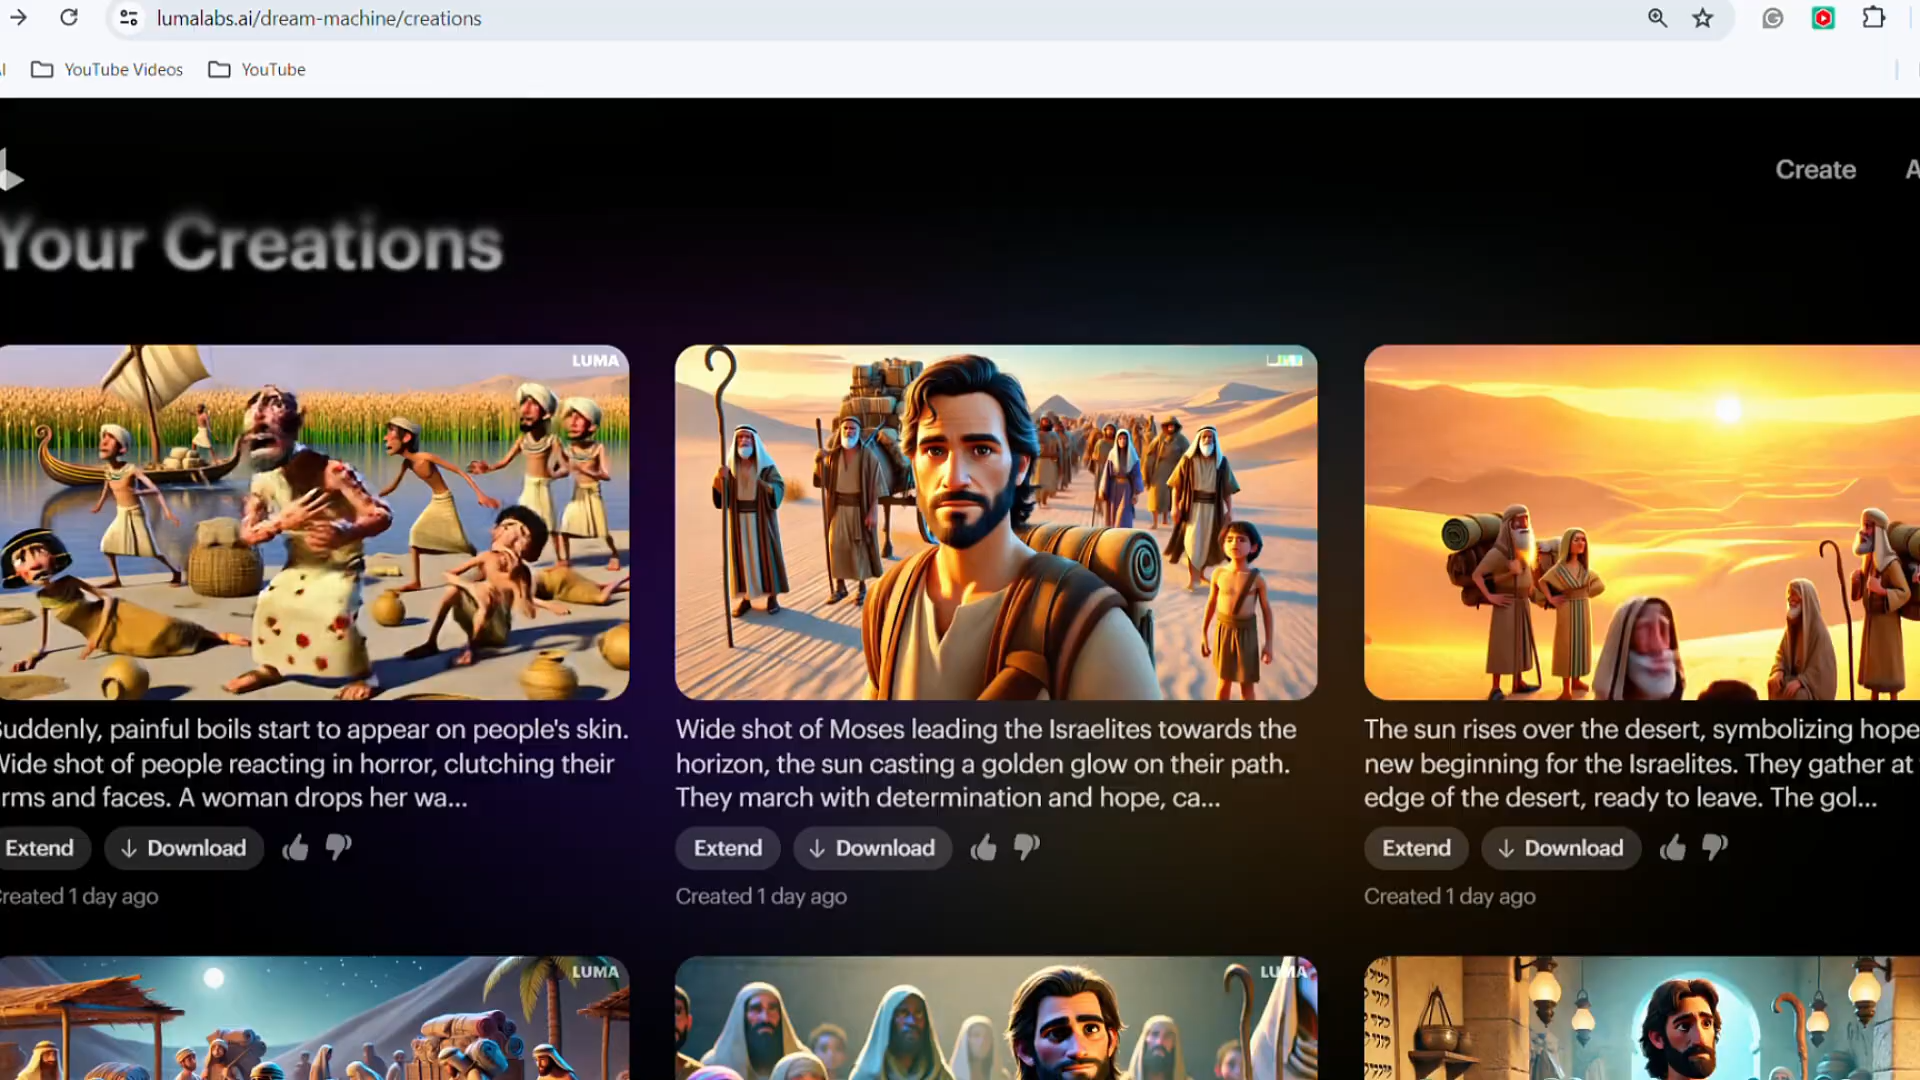 lumalabs.ai/dream-machine/creations
YouTube Videos
YouTube
Create
Your Creations
LUMA
Suddenly, painful boils start to appear on people's skin.
Wide shot of people reacting in horror, clutching their
rms and faces. A woman drops her wa...
Extend
Download
Created 1 day ago
Wide shot of Moses leading the Israelites towards the
horizon, the sun casting a golden glow on their path.
They march with determination and hope, ca...
Extend
Download
Created 1 day ago
The sun rises over the desert, symbolizing hope
new beginning for the Israelites. They gather at
edge of the desert, ready to leave. The gol...
Extend
Download
Created 1 day ago
LUMA
LUMA